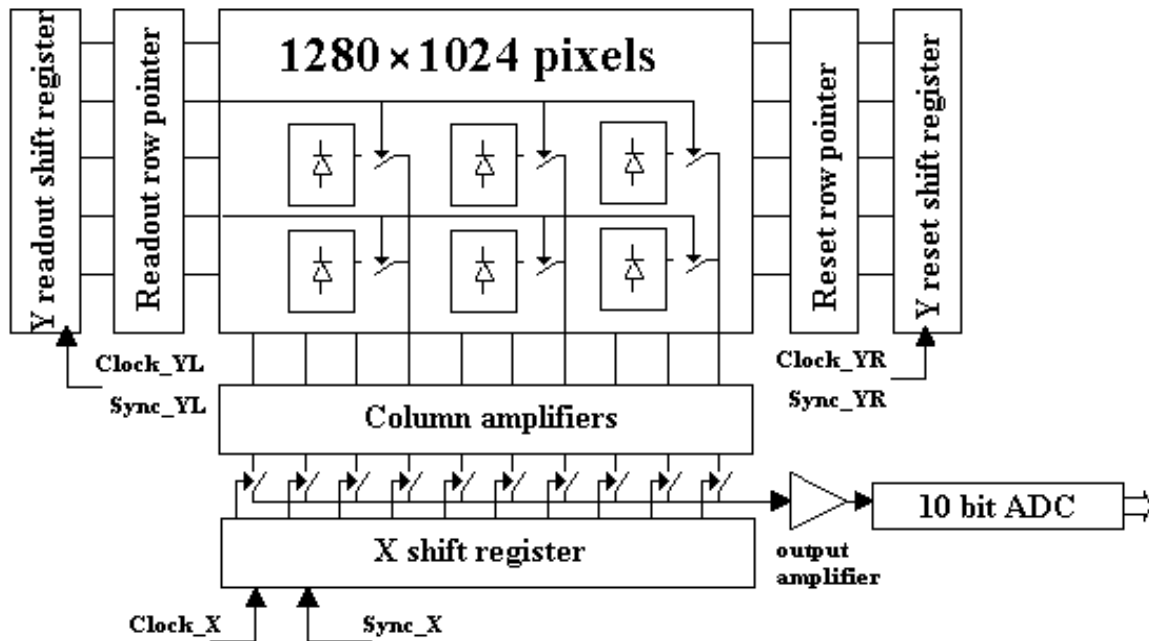 1280×1024 pixels
Y readout shift register
Readout row pointer
Reset row pointer
Y reset shift register
Clock_YL
Sync_YL
Clock_YR
Sync_YR
Column amplifiers
X shift register
output
amplifier
10 bit ADC
Clock_X
Sync_X